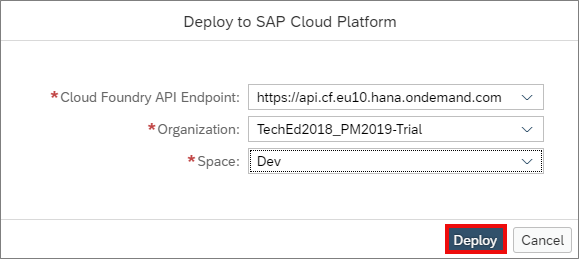 Deploy to SAP Cloud Platform
*Cloud Foundry API Endpoint: https://api.cf.eu10.hana.ondemand.com
*Organization: TechEd2018_PM2019-Trial
*Space: Dev
Deploy Cancel